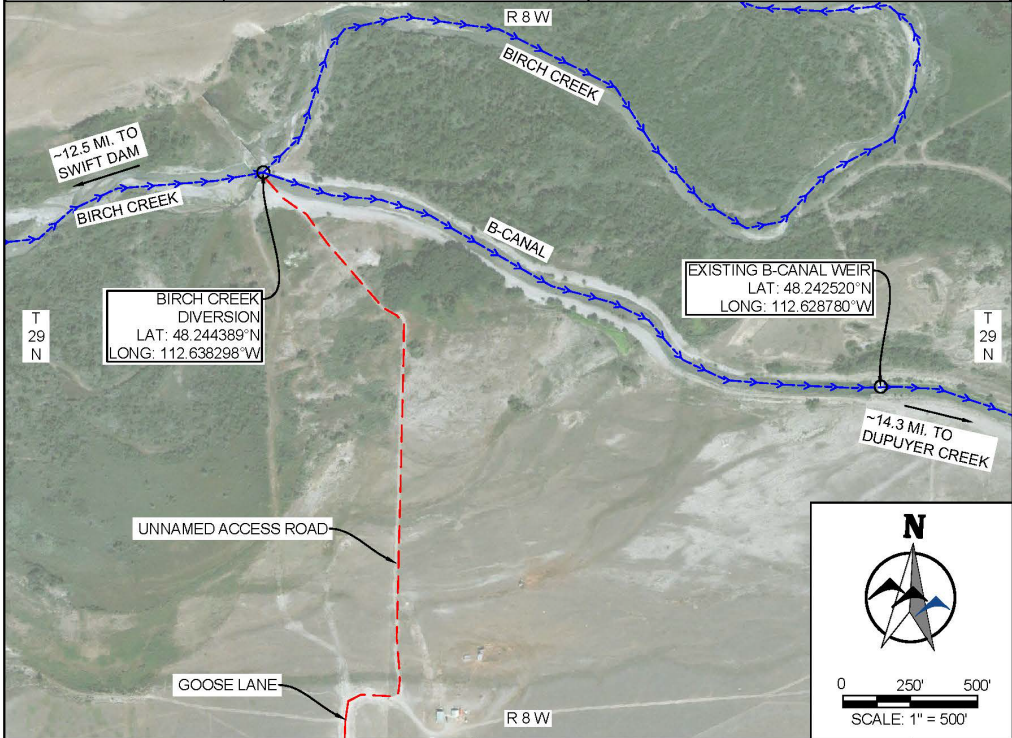 R 8 W
BIRCH CREEK
~12.5 MI. TO
SWIFT DAM
BIRCH CREEK
B-CANAL
EXISTING B-CANAL WEIR
LAT: 48.242520°N
LONG: 112.628780°W
BIRCH CREEK
DIVERSION
LAT: 48.244389°N
LONG: 112.638298°W
T
29
N
T
29
N
~14.3 MI. TO
DUPUYER CREEK
UNNAMED ACCESS ROAD
GOOSE LANE
R 8 W
N
0 250' 500'
SCALE: 1" = 500'